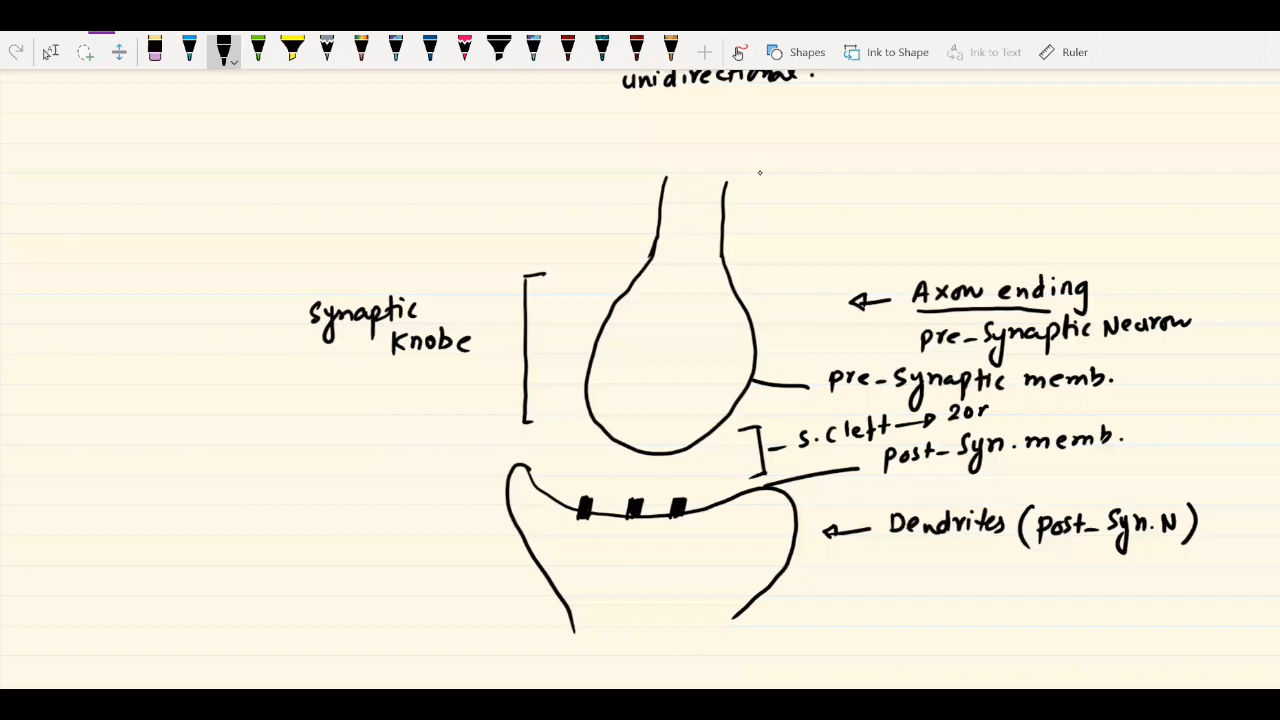 Shapes
Ink to Shape
Ink to Text
Ruler
unidirectional.
Synaptic
Knobe
Axon ending
pre-Synaptic Neuron
pre-Synaptic memb.
S. Cleft → 20r
post-Syn. memb.
Dendrites (post-Syn. N)